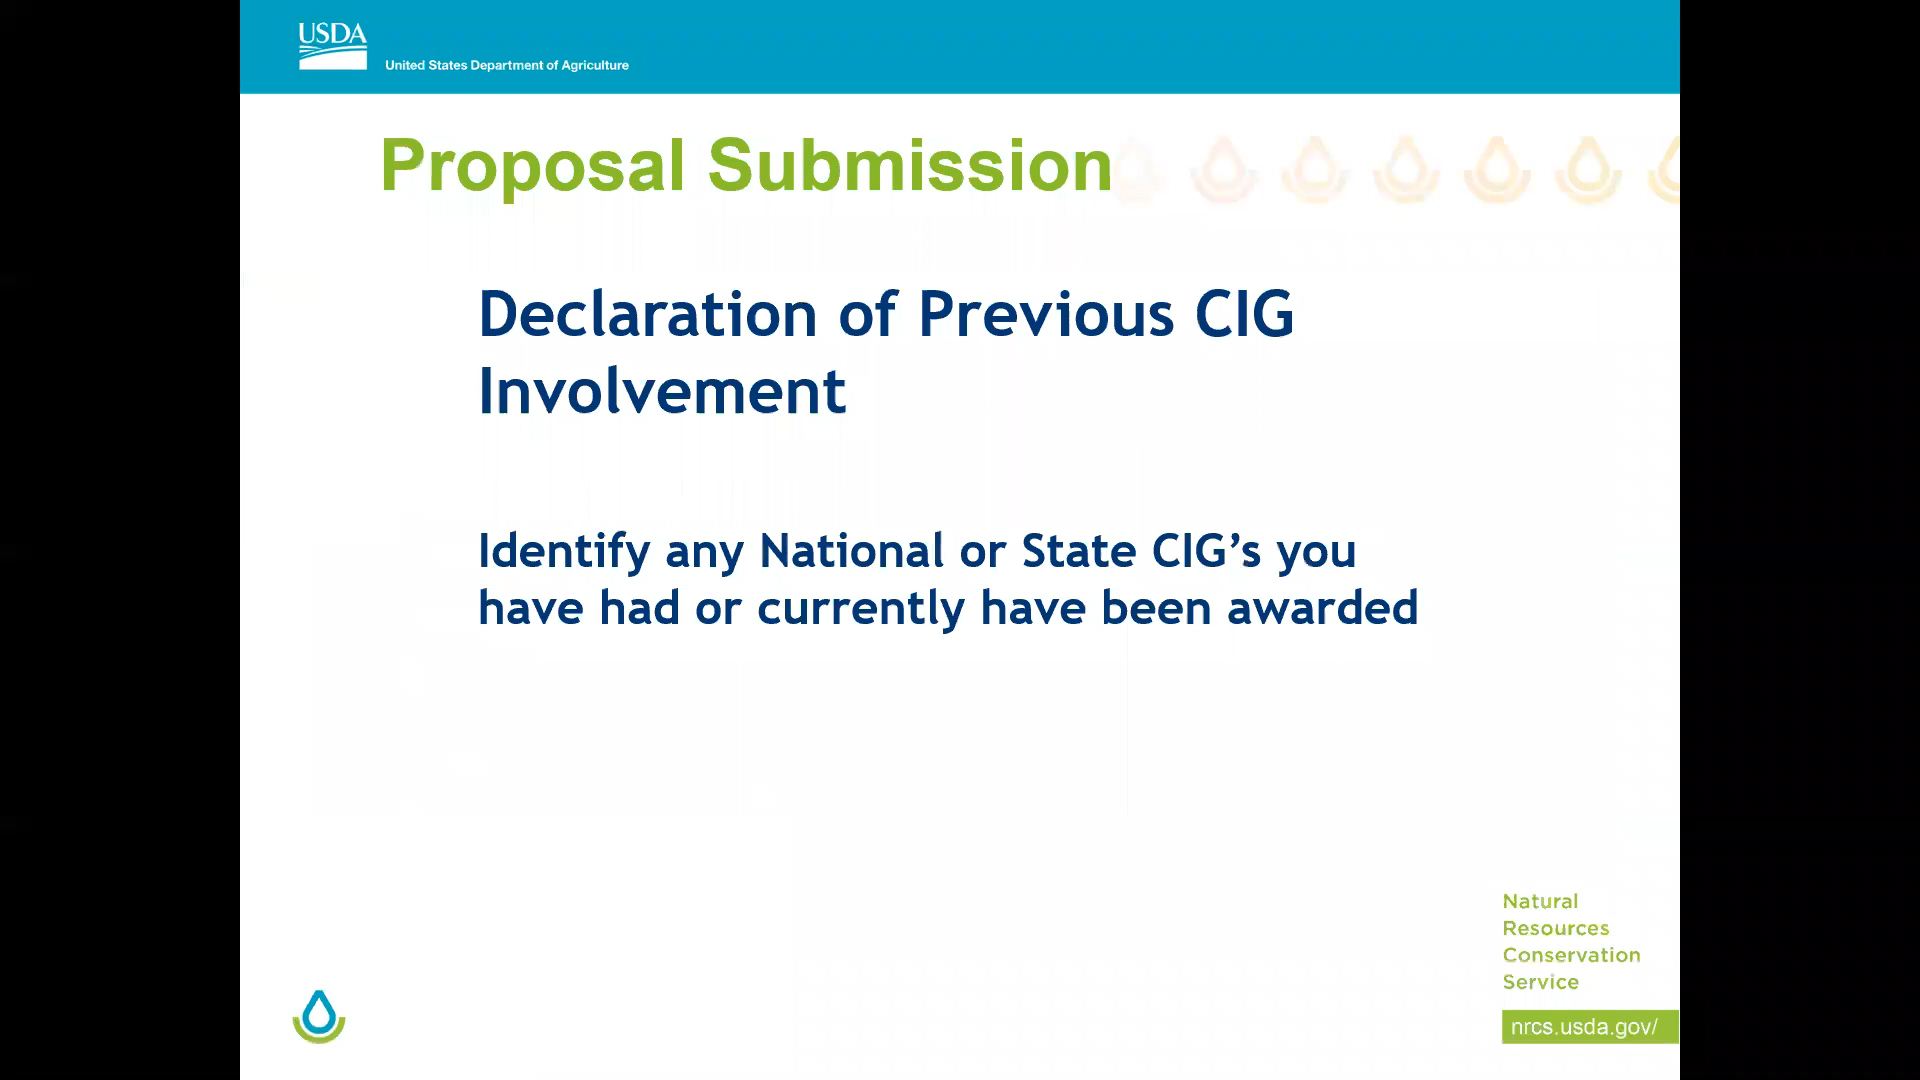 USDA
United States Department of Agriculture
Proposal Submission
Declaration of Previous CIG
Involvement
Identify any National or State CIG’s you
have had or currently have been awarded
Natural
Resources
Conservation
Service
nrcs.usda.gov/